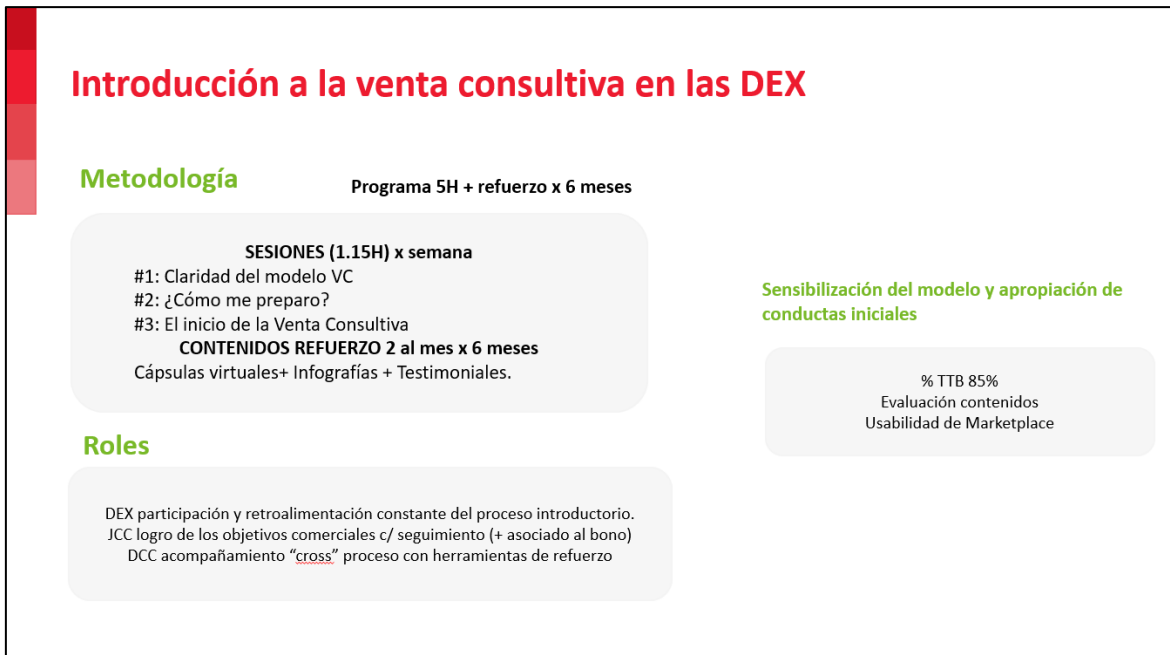 Introducción a la venta consultiva en las DEX
Metodología
Programa 5H + refuerzo x 6 meses
SESIONES (1.15H) x semana
#1: Claridad del modelo VC
#2: ¿Cómo me preparo?
#3: El inicio de la Venta Consultiva
CONTENIDOS REFUERZO 2 al mes x 6 meses
Cápsulas virtuales+ Infografías + Testimoniales.
Roles
DEX participación y retroalimentación constante del proceso introductorio.
JCC logro de los objetivos comerciales c/ seguimiento (+ asociado al bono)
DCC acompañamiento “cross” proceso con herramientas de refuerzo
Sensibilización del modelo y apropiación de
conductas iniciales
% TTB 85%
Evaluación contenidos
Usabilidad de Marketplace